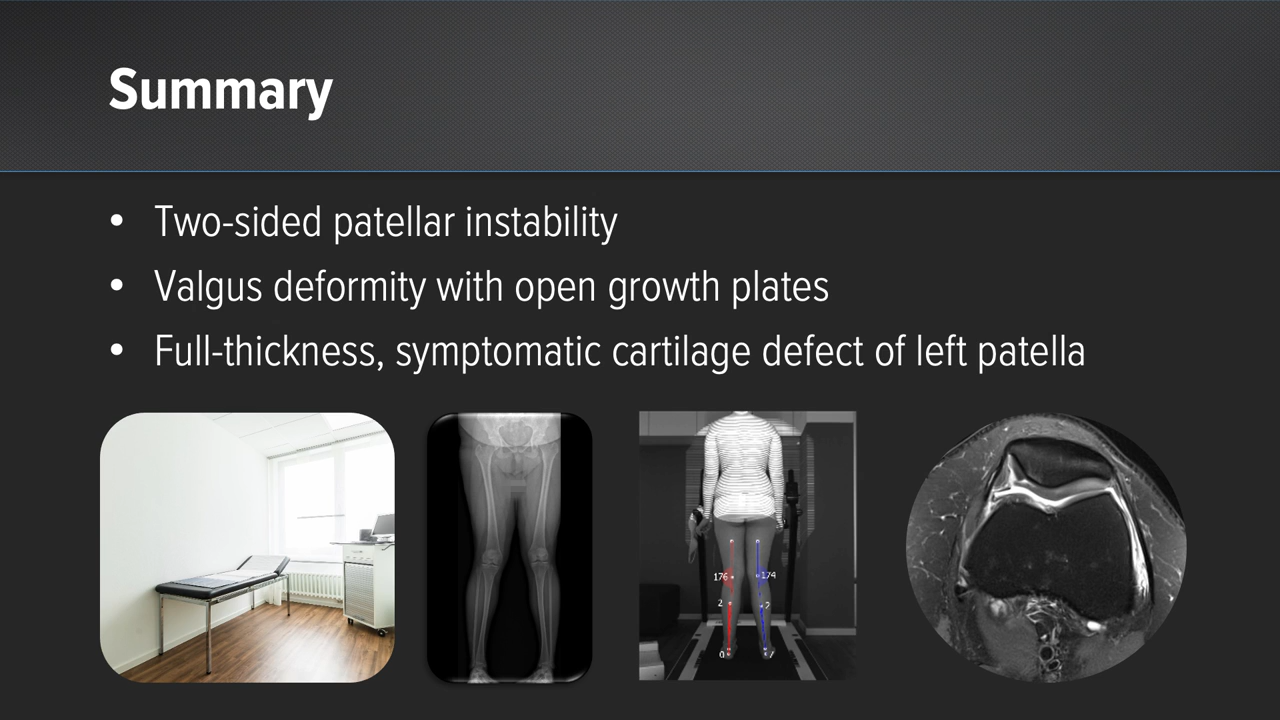 Summary
• Two-sided patellar instability
• Valgus deformity with open growth plates
• Full-thickness, symptomatic cartilage defect of left patella
176 174
2 2
0 7